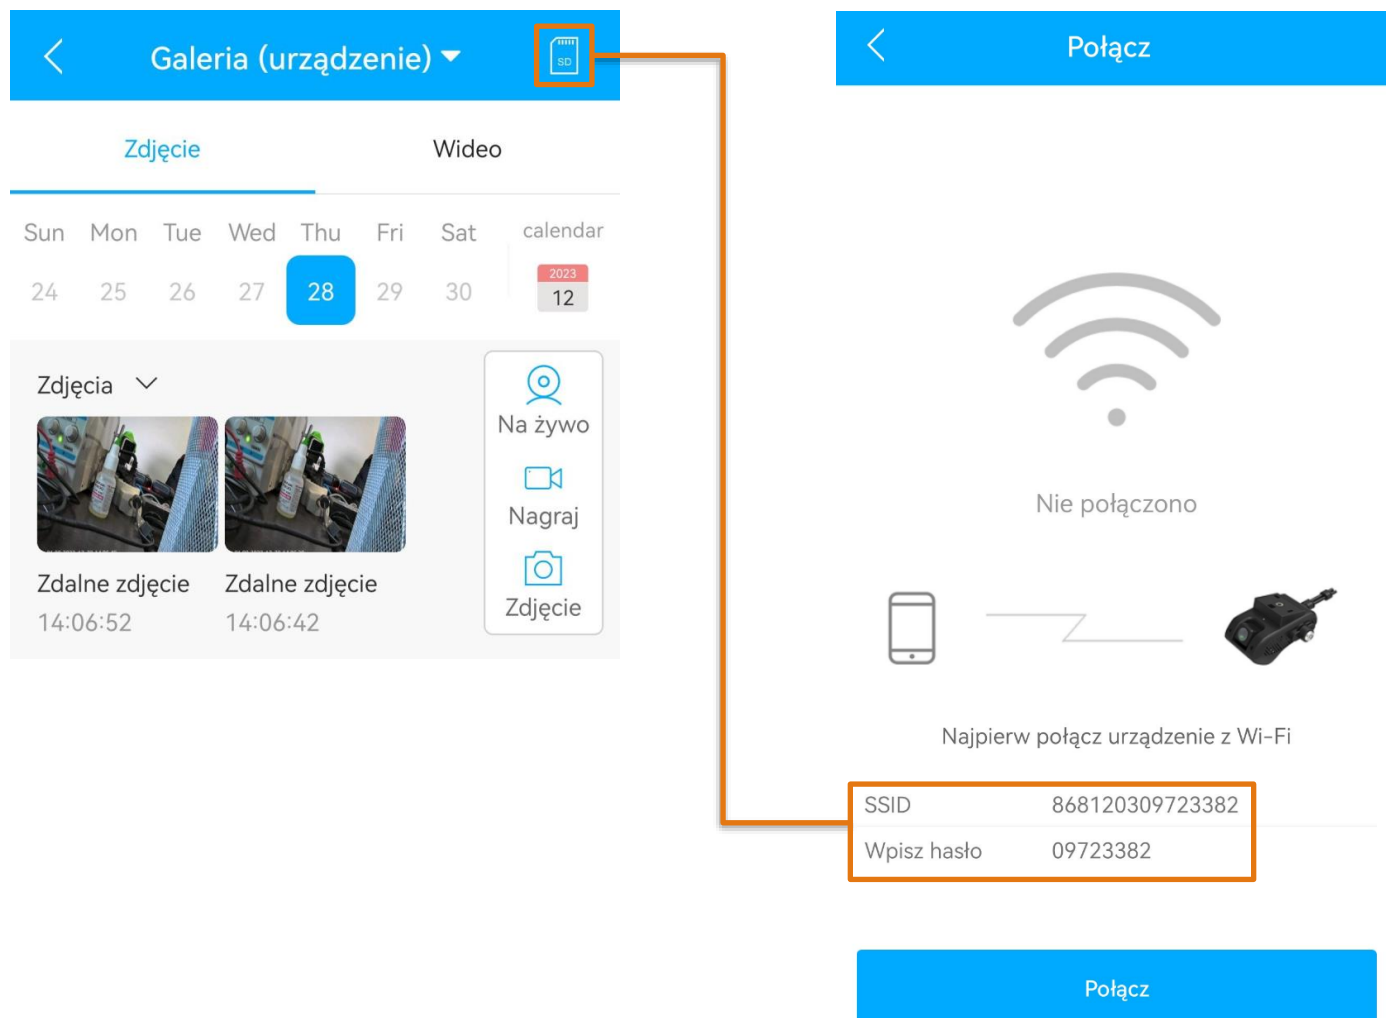 Galeria (urządzenie)
SD
Zdjęcie Wideo
Sun Mon Tue Wed Thu Fri Sat calendar
24 25 26 27 28 29 30
2023
12
Zdjęcia
Na żywo
Nagraj
Zdjęcie
Zdalne zdjęcie Zdalne zdjęcie
14:06:52 14:06:42
Połącz
Nie połączono
Najpierw połącz urządzenie z Wi-Fi
SSID 868120309723382
Wpisz hasło 09723382
Połącz